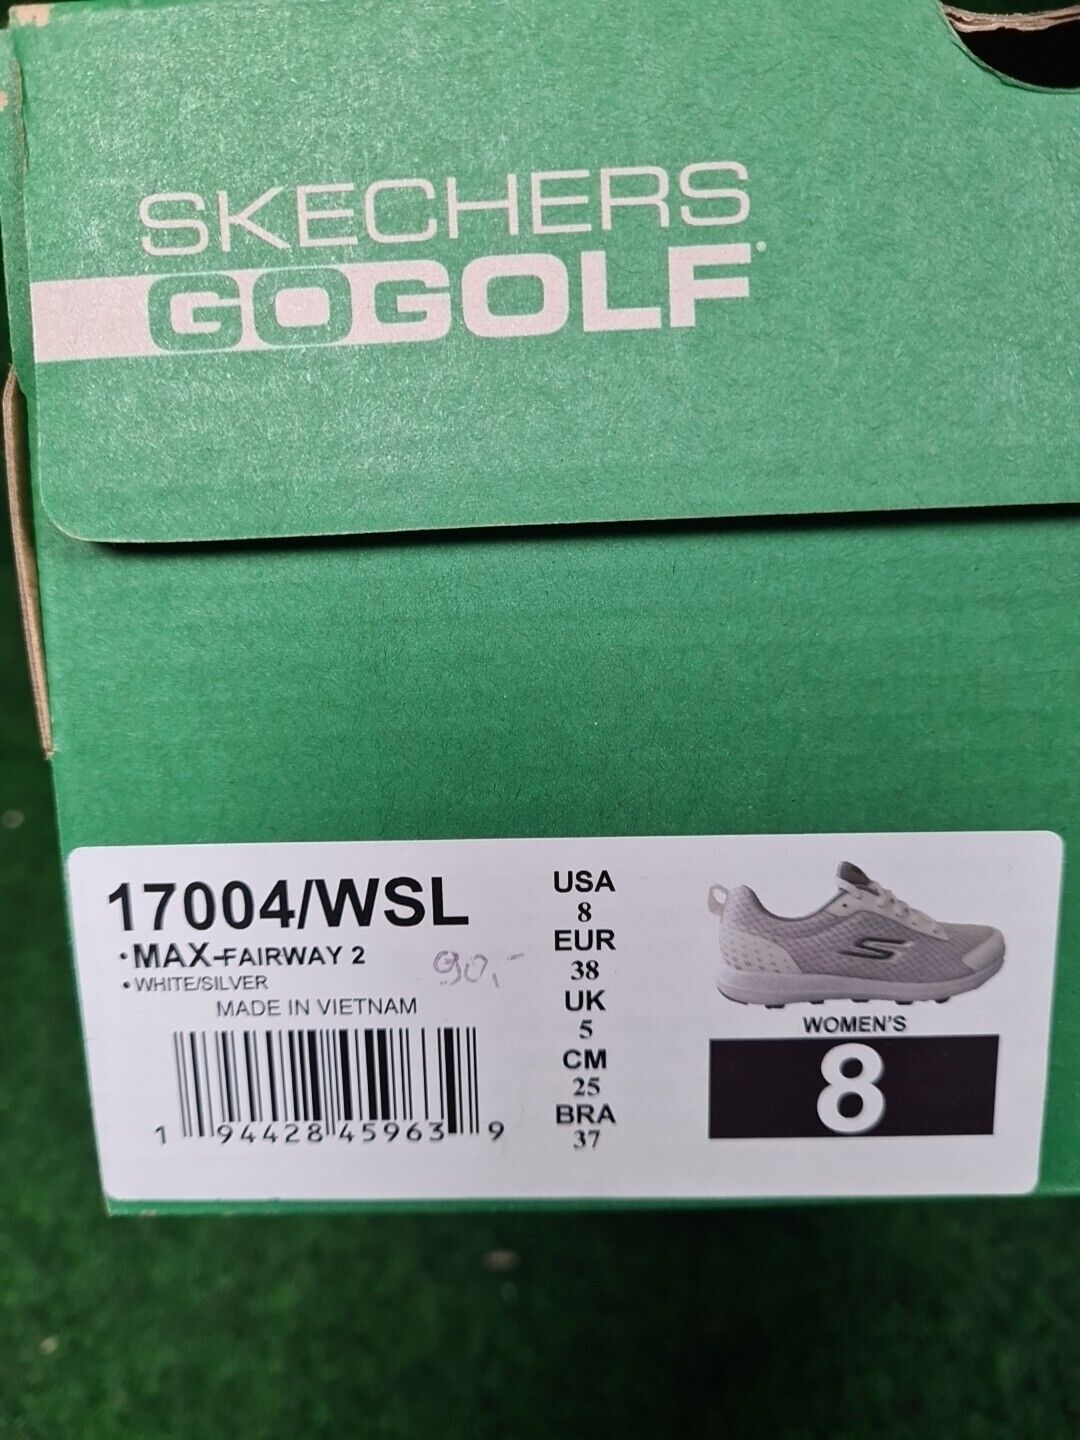 SKECHERS
GOGOLF
17004/WSL
• MAX-FAIRWAY 2
• WHITE/SILVER
90,-
MADE IN VIETNAM
1 94428 45963 9
USA
8
EUR
38
UK
5
CM
25
BRA
37
WOMEN'S
8